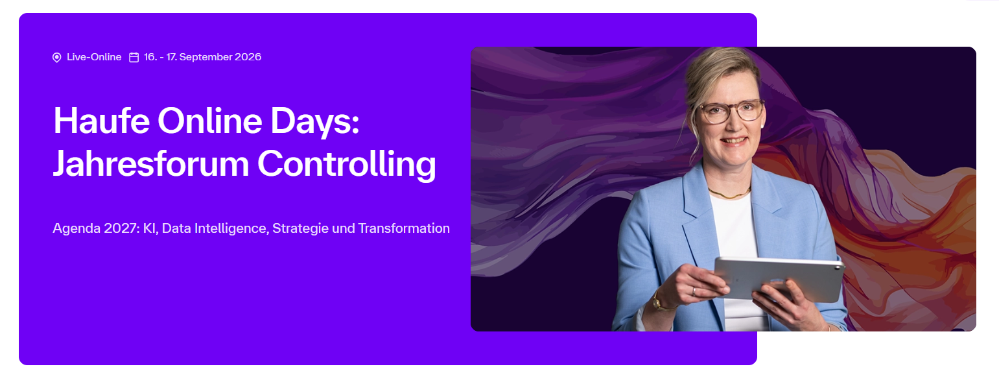 Live-Online 16. - 17. September 2026
Haufe Online Days:
Jahresforum Controlling
Agenda 2027: KI, Data Intelligence, Strategie und Transformation